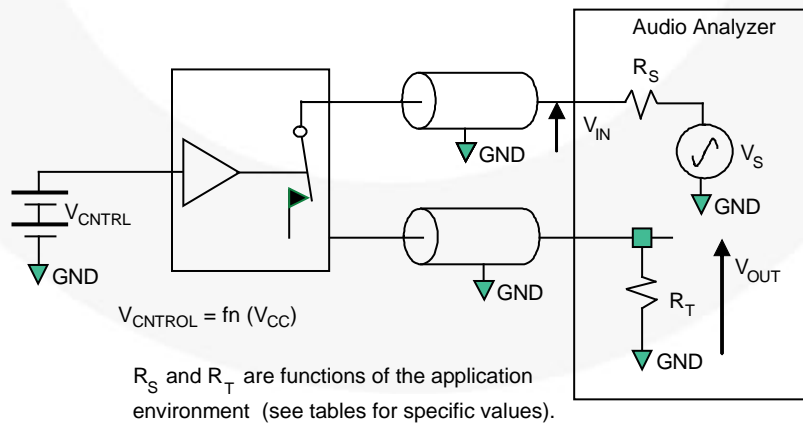 Audio Analyzer
R_S
GND
V_IN
V_S
GND
V_CNTRL
GND
GND
V_OUT
R_T
GND
V_CNTROL = fn (V_CC)
R_S and R_T are functions of the application
environment (see tables for specific values).